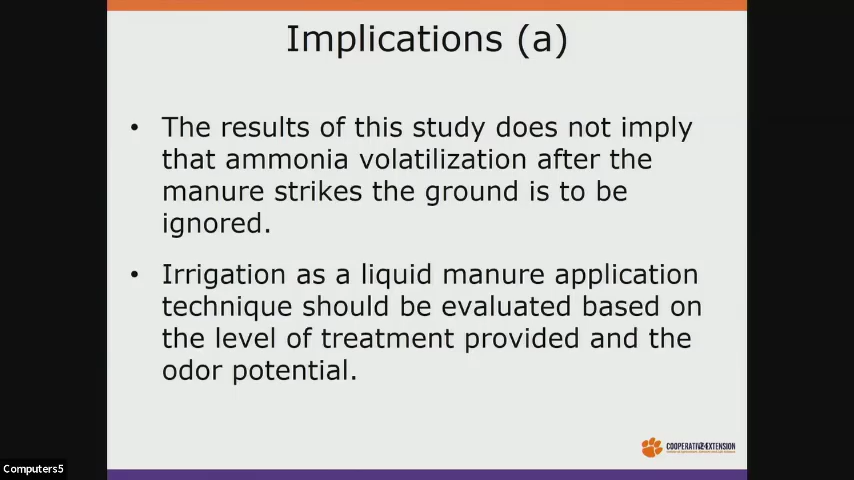 Implications (a)
• The results of this study does not imply
that ammonia volatilization after the
manure strikes the ground is to be
ignored.
• Irrigation as a liquid manure application
technique should be evaluated based on
the level of treatment provided and the
odor potential.
COOPERATIVE EXTENSION
Computers5